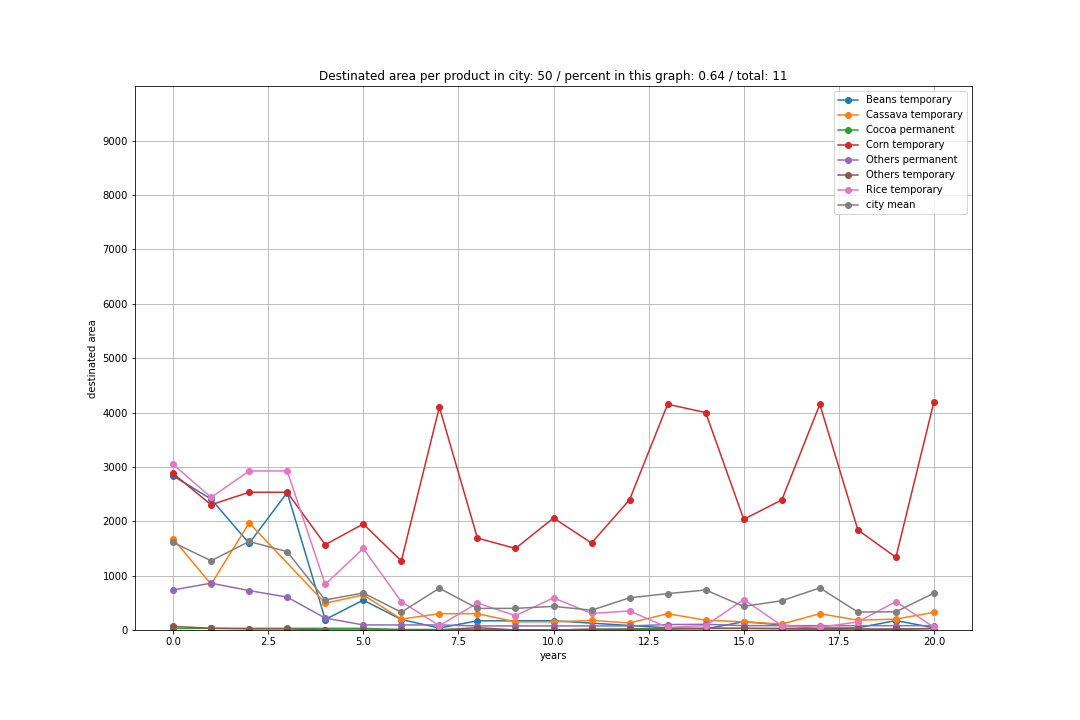 Destinated area per product in city: 50 / percent in this graph: 0.64 / total: 11
Beans temporary
Cassava temporary
Cocoa permanent
Corn temporary
Others permanent
Others temporary
Rice temporary
city mean
9000
8000
7000
6000
5000
4000
3000
2000
1000
0
destinated area
0.0 2.5 5.0 7.5 10.0 12.5 15.0 17.5 20.0
years